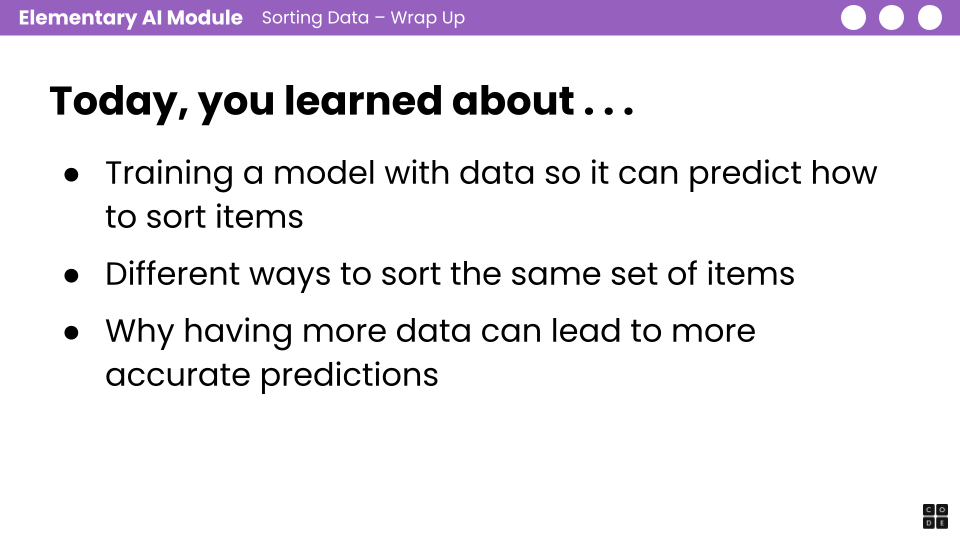 Elementary AI Module Sorting Data – Wrap Up
Today, you learned about . . .
● Training a model with data so it can predict how
to sort items
● Different ways to sort the same set of items
● Why having more data can lead to more
accurate predictions
C O
D E